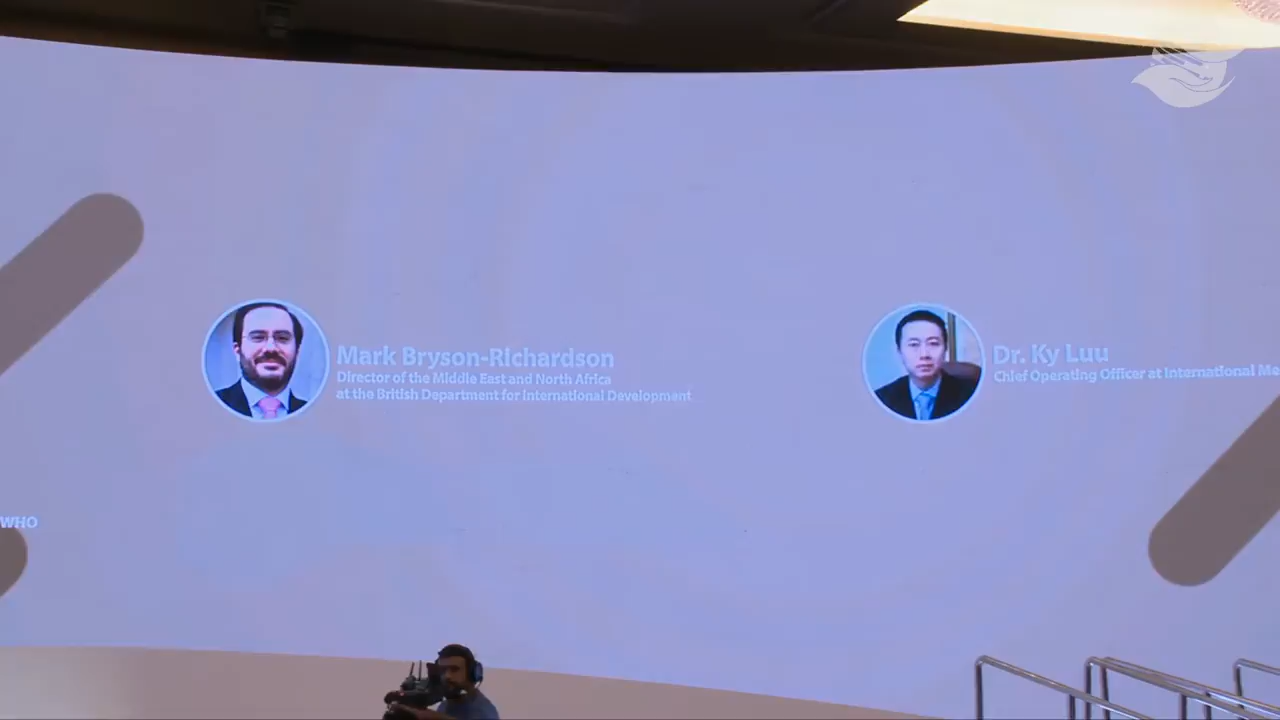 Mark Bryson-Richardson
Director of the Middle East and North Africa
at the British Department for International Development
Dr. Ky Luu
Chief Operating Officer at International Me
WHO